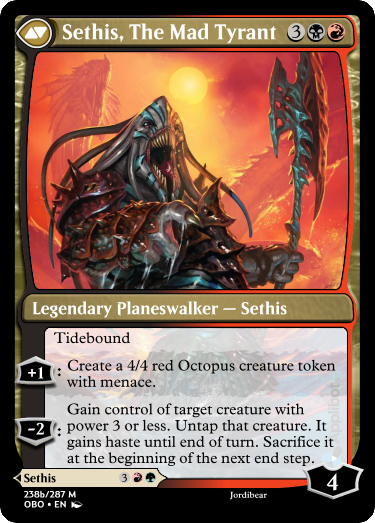 Sethis, The Mad Tyrant 3
Legendary Planeswalker — Sethis
Tidebound
+1: Create a 4/4 red Octopus creature token
with menace.
-2: Gain control of target creature with
power 3 or less. Untap that creature. It
gains haste until end of turn. Sacrifice it
at the beginning of the next end step.
Sethis 3
4
238b/287 M
OBO • EN
Jordibear